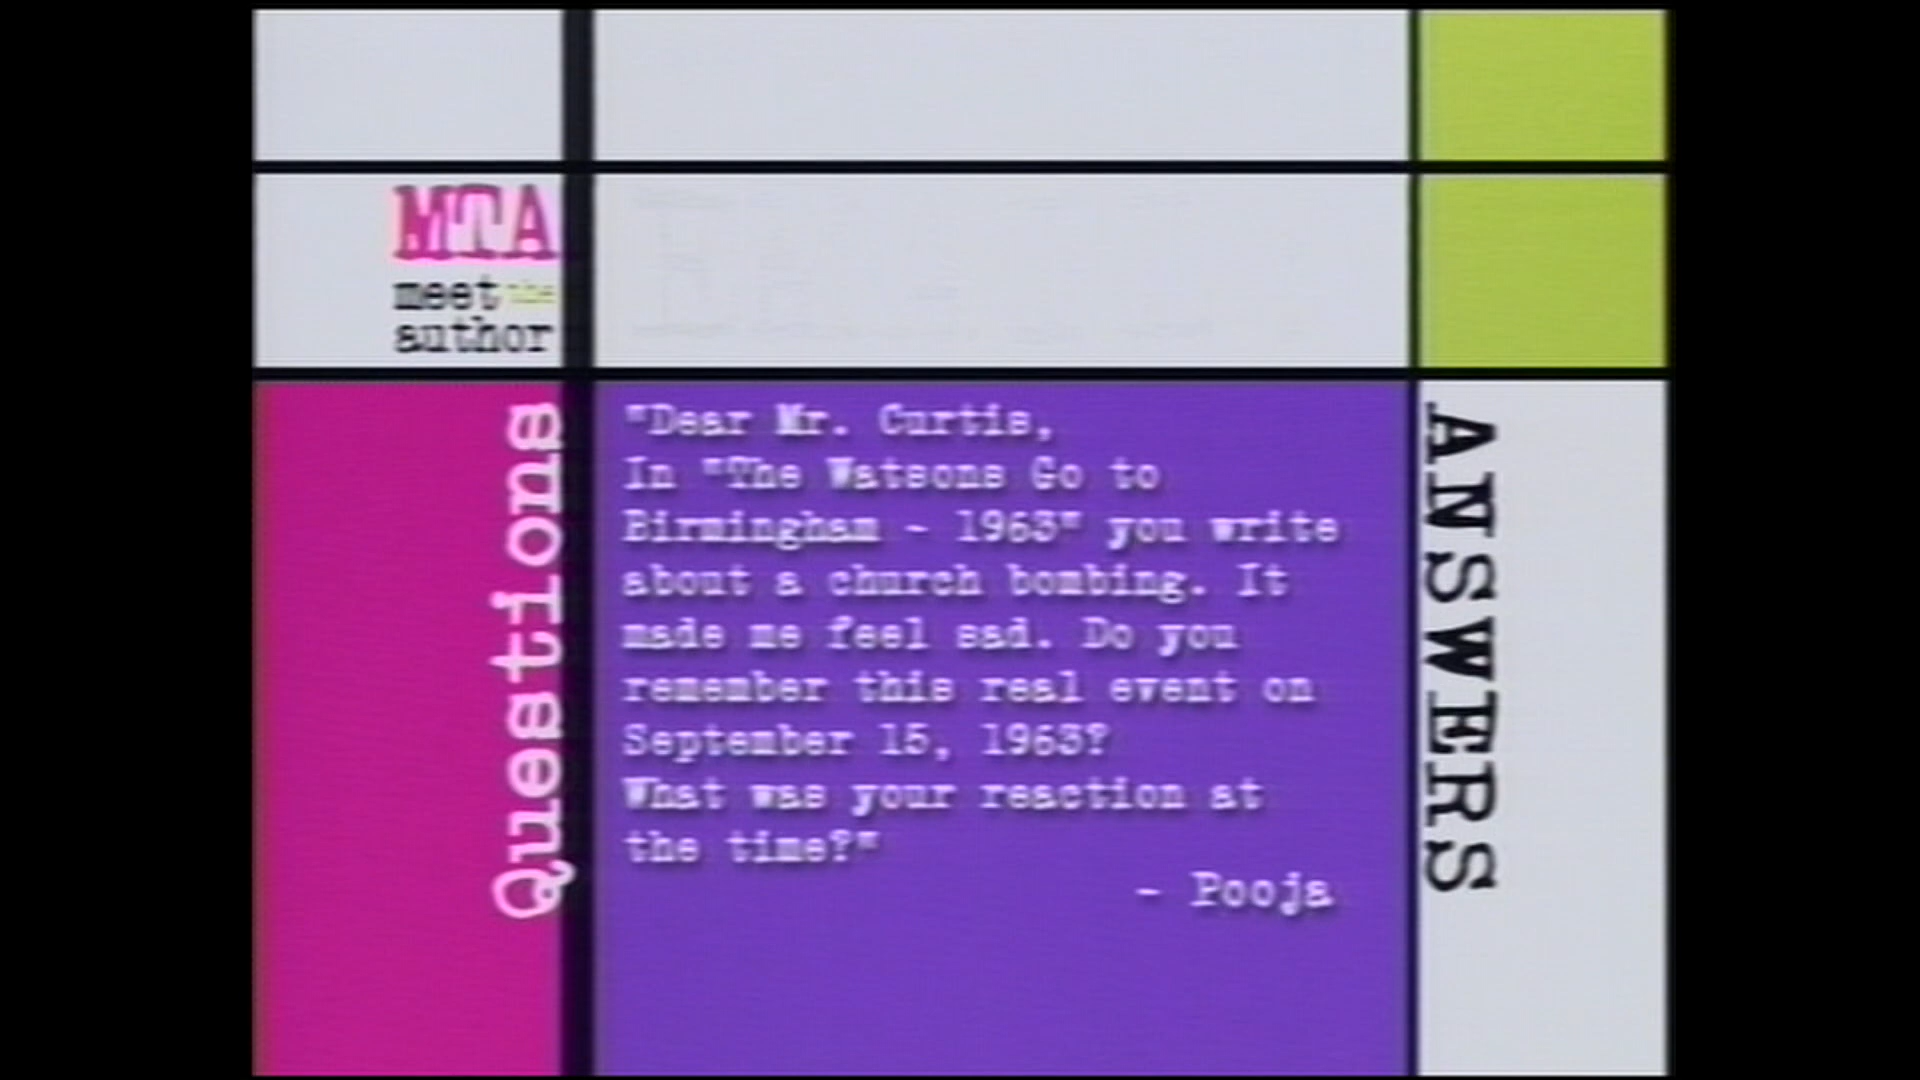 MTA
meet the
author
Questions
"Dear Mr. Curtis,
In "The Watsons Go to
Birmingham - 1963" you write
about a church bombing. It
made me feel sad. Do you
remember this real event on
September 15, 1963?
What was your reaction at
the time?"
- Pooja
ANSWERS